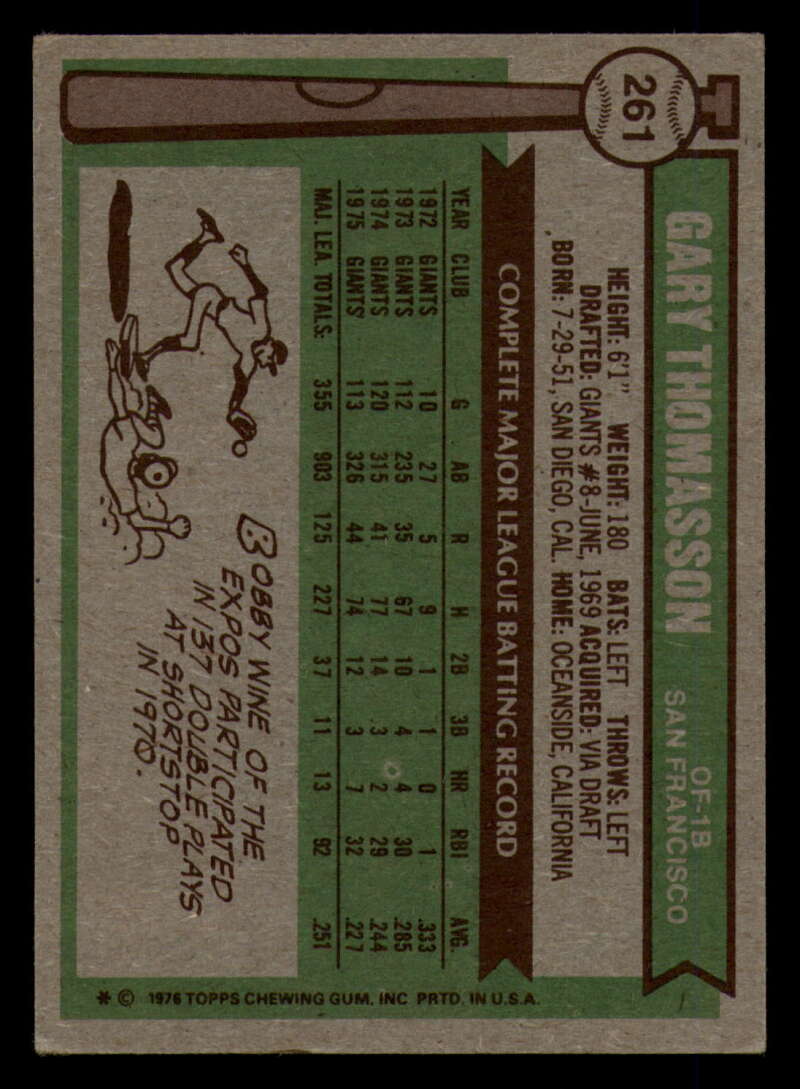 261
GARY THOMASSON
OF-1B
SAN FRANCISCO
HEIGHT: 6'1" WEIGHT: 180 BATS: LEFT THROWS: LEFT
DRAFTED: GIANTS #8-JUNE, 1969 ACQUIRED: VIA DRAFT
BORN: 7-29-51, SAN DIEGO, CAL. HOME: OCEANSIDE, CALIFORNIA
COMPLETE MAJOR LEAGUE BATTING RECORD
YEAR CLUB G AB R H 2B 3B HR RBI AVG.
1972 GIANTS 10 27 5 9 1 1 0 1 .333
1973 GIANTS 112 235 35 67 10 4 4 30 .285
1974 GIANTS 120 315 41 77 14 3 2 29 .244
1975 GIANTS 113 326 44 74 12 3 7 32 .227
MAJ. LEA. TOTALS: 355 903 125 227 37 11 13 92 .251
BOBBY WINE OF THE
EXPOS PARTICIPATED
IN 137 DOUBLE PLAYS
AT SHORTSTOP
IN 1970.
* © 1976 TOPPS CHEWING GUM, INC PRTD. IN U.S.A.